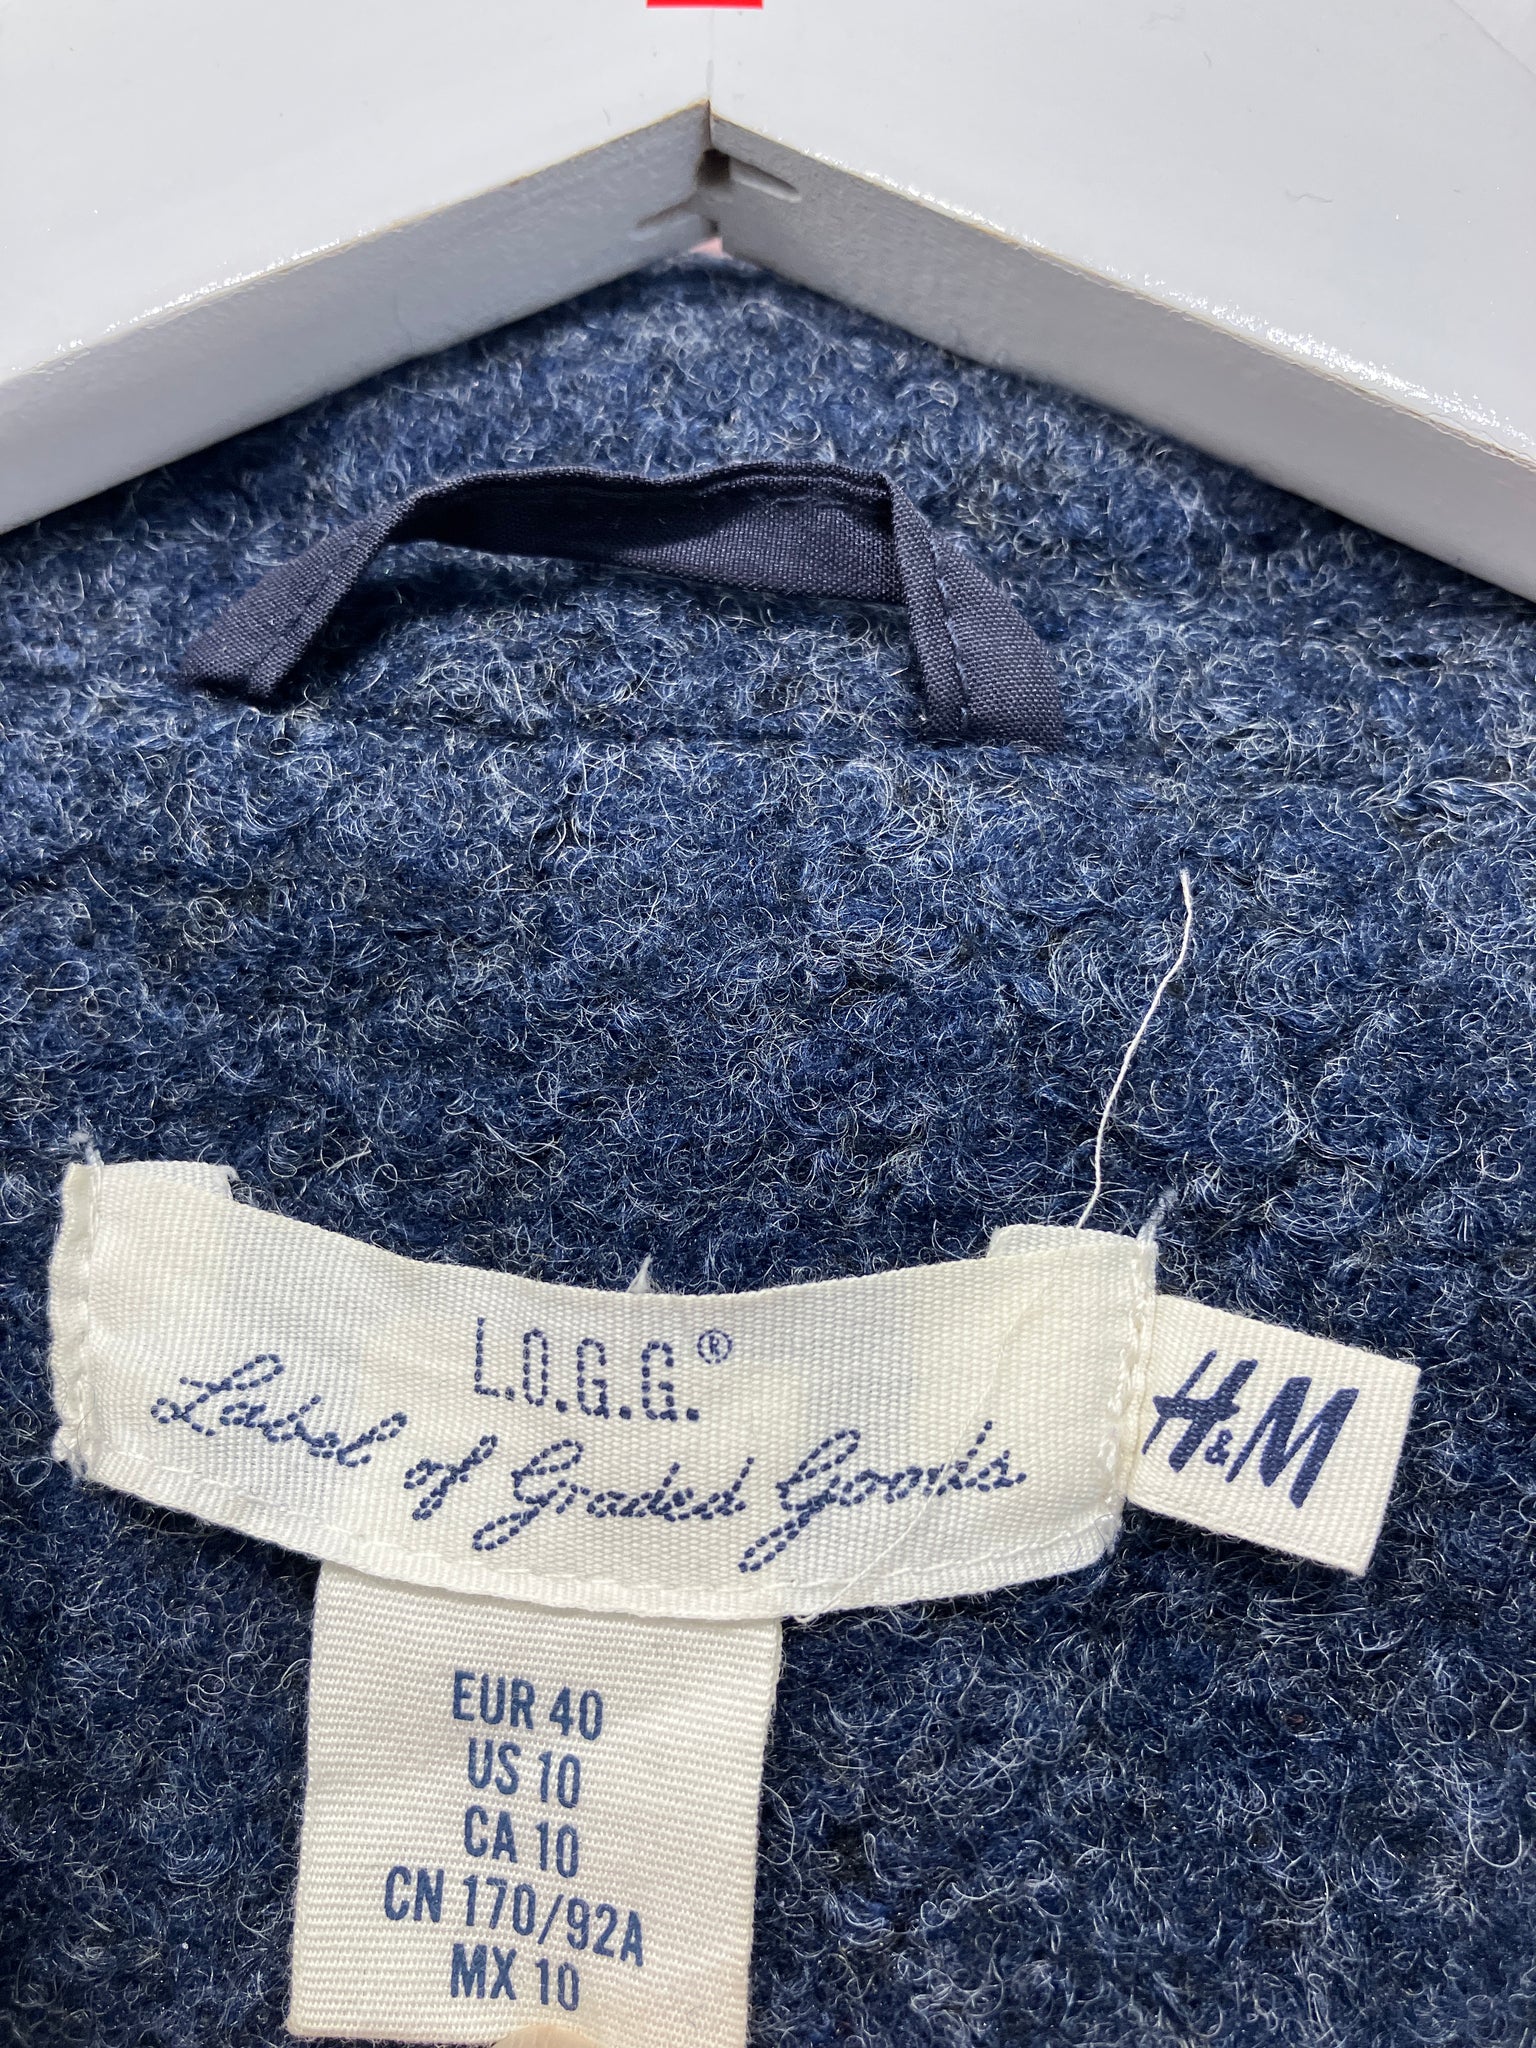 L.O.G.G.®
Label of Graded Goods
H&M
EUR 40
US 10
CA 10
CN 170/92A
MX 10